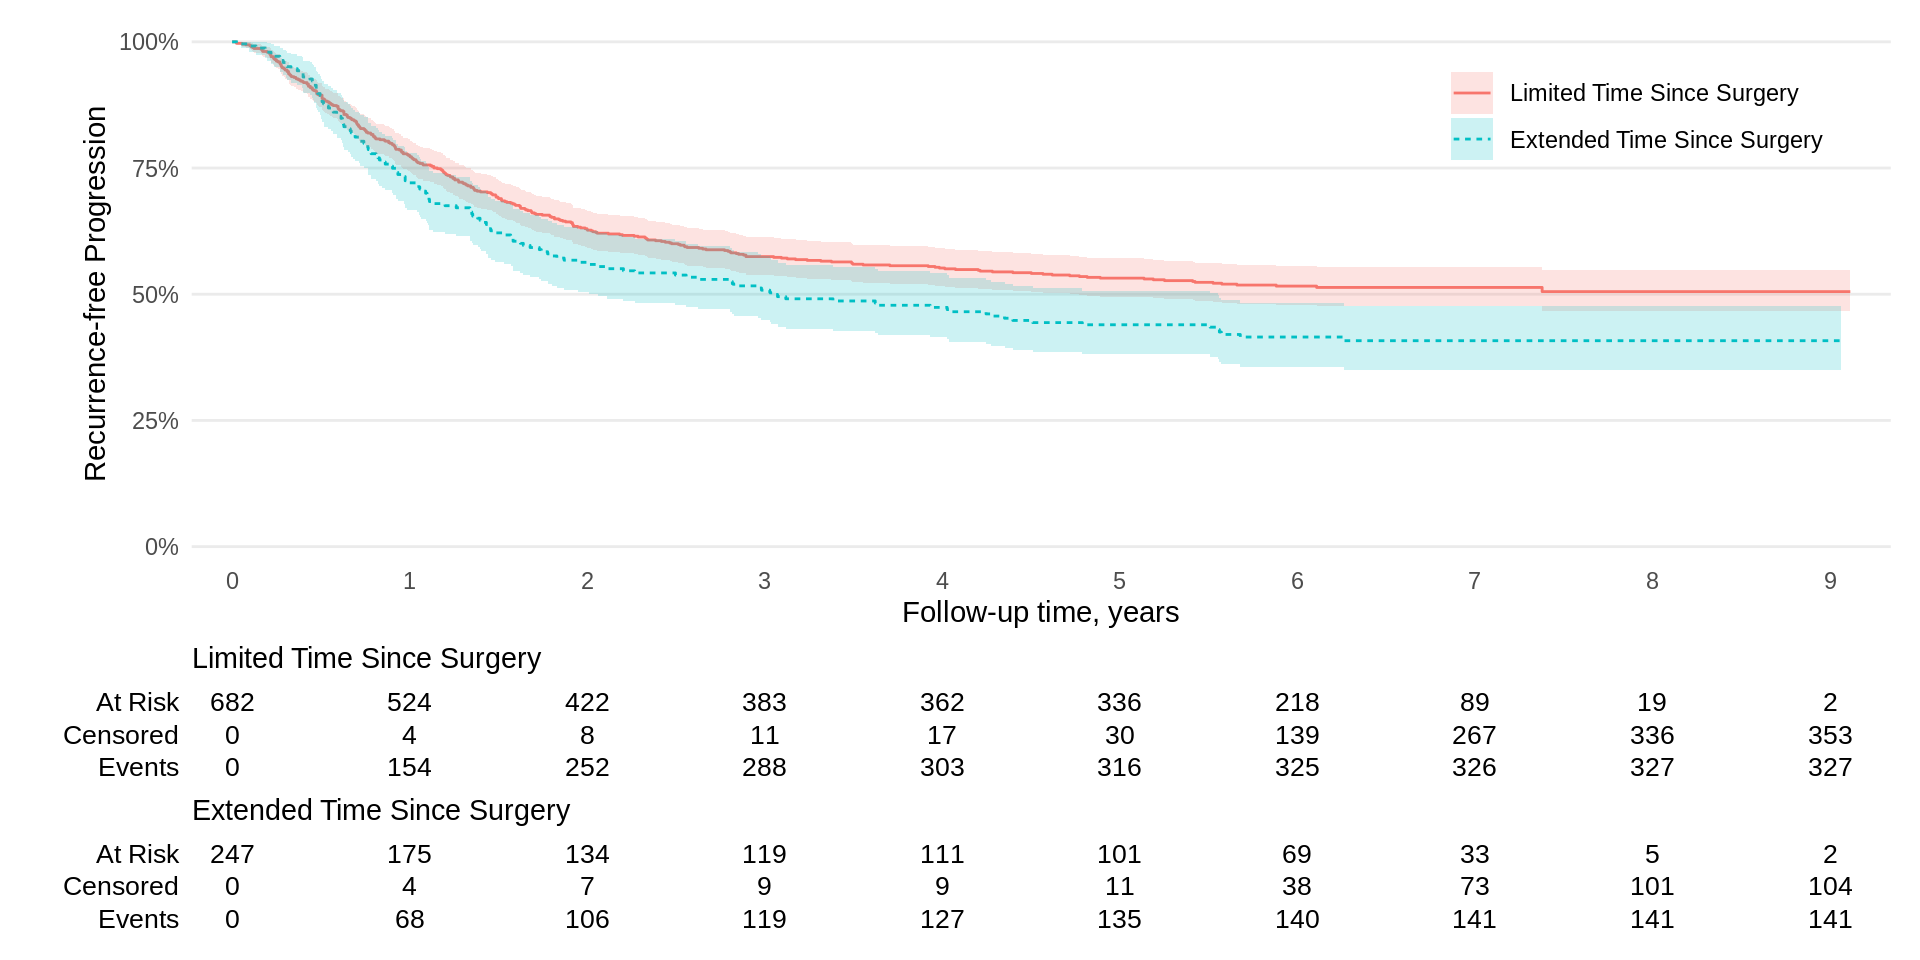 Recurrence-free Progression
100%
75%
50%
25%
0%
Limited Time Since Surgery
Extended Time Since Surgery
0 1 2 3 4 5 6 7 8 9
Follow-up time, years
Limited Time Since Surgery
At Risk 682 524 422 383 362 336 218 89 19 2
Censored 0 4 8 11 17 30 139 267 336 353
Events 0 154 252 288 303 316 325 326 327 327
Extended Time Since Surgery
At Risk 247 175 134 119 111 101 69 33 5 2
Censored 0 4 7 9 9 11 38 73 101 104
Events 0 68 106 119 127 135 140 141 141 141